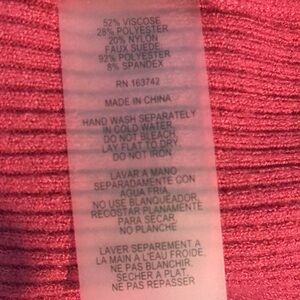 52% VISCOSE
28% POLYESTER
20% NYLON
FAUX SUEDE
92% POLYESTER
8% SPANDEX
RN 163742
MADE IN CHINA
HAND WASH SEPARATELY
IN COLD WATER
DO NOT BLEACH
LAY FLAT TO DRY
DO NOT IRON
LAVAR A MANO
SEPARADAMENTE CON
AGUA FRIA
NO USE BLANQUEADOR,
RECOSTAR PLANAMENTE
PARA SECAR,
NO PLANCHE
LAVER SEPAREMENT A
LA MAIN A L'EAU FROIDE,
NE PAS BLANCHIR,
SECHER A PLAT,
NE PAS REPASSER